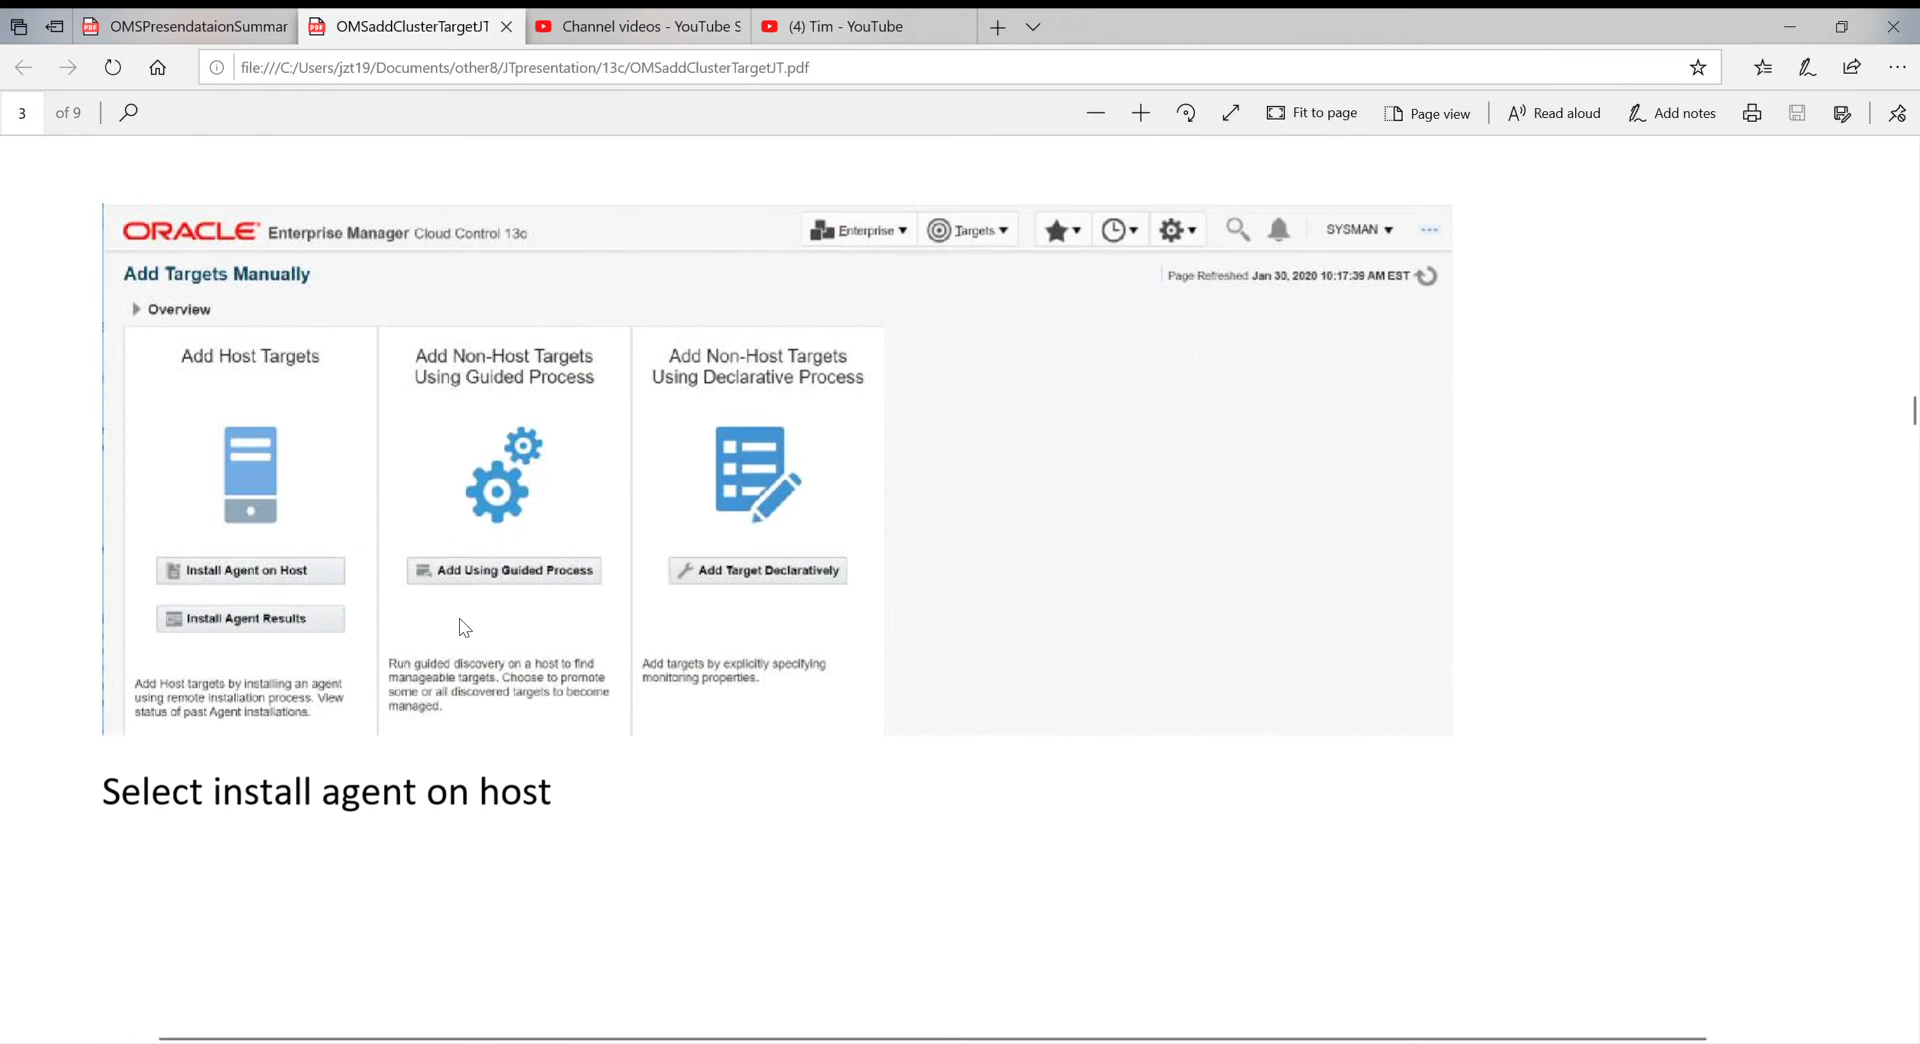 OMSPresendataionSummar
OMSaddClusterTargetJT
Channel videos - YouTube S
(4) Tim - YouTube
file:///C:/Users/jzt19/Documents/other8/JTpresentation/13c/OMSaddClusterTargetJT.pdf
3 of 9
Fit to page
Page view
Read aloud
Add notes
ORACLE Enterprise Manager Cloud Control 13c
Enterprise
Targets
SYSMAN
Add Targets Manually
Page Refreshed Jan 30, 2020 10:17:39 AM EST
Overview
Add Host Targets
Install Agent on Host
Install Agent Results
Add Host targets by installing an agent
using remote installation process. View
status of past Agent installations.
Add Non-Host Targets
Using Guided Process
Add Using Guided Process
Run guided discovery on a host to find
manageable targets. Choose to promote
some or all discovered targets to become
managed.
Add Non-Host Targets
Using Declarative Process
Add Target Declaratively
Add targets by explicitly specifying
monitoring properties.
Select install agent on host